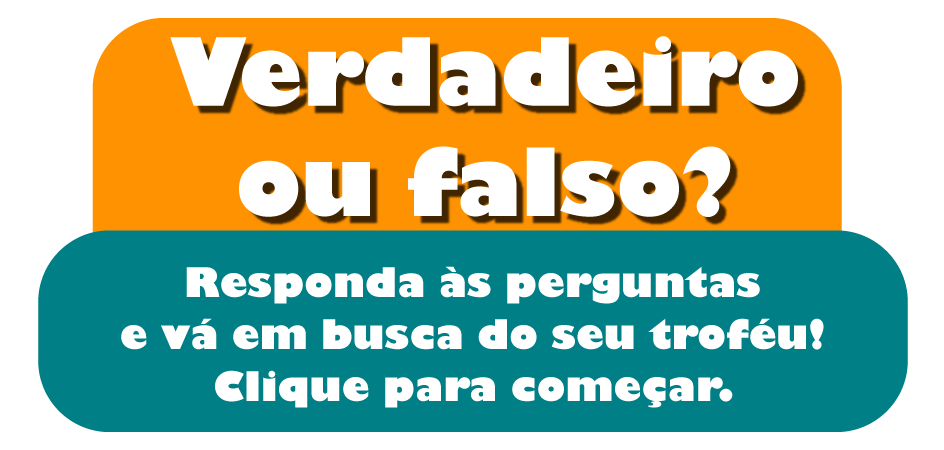 Verdadeiro
ou falso?
Responda às perguntas
e vá em busca do seu troféu!
Clique para começar.